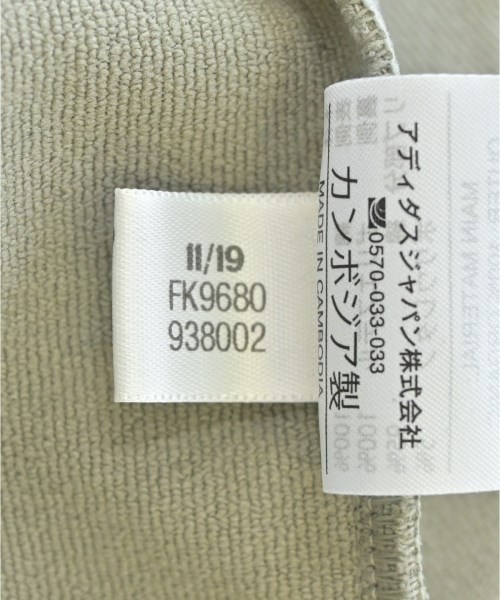 11/19
FK9680
938002
アディダスジャパン株式会社
0570-033-033
カンボジア製
MADE IN CAMBODIA